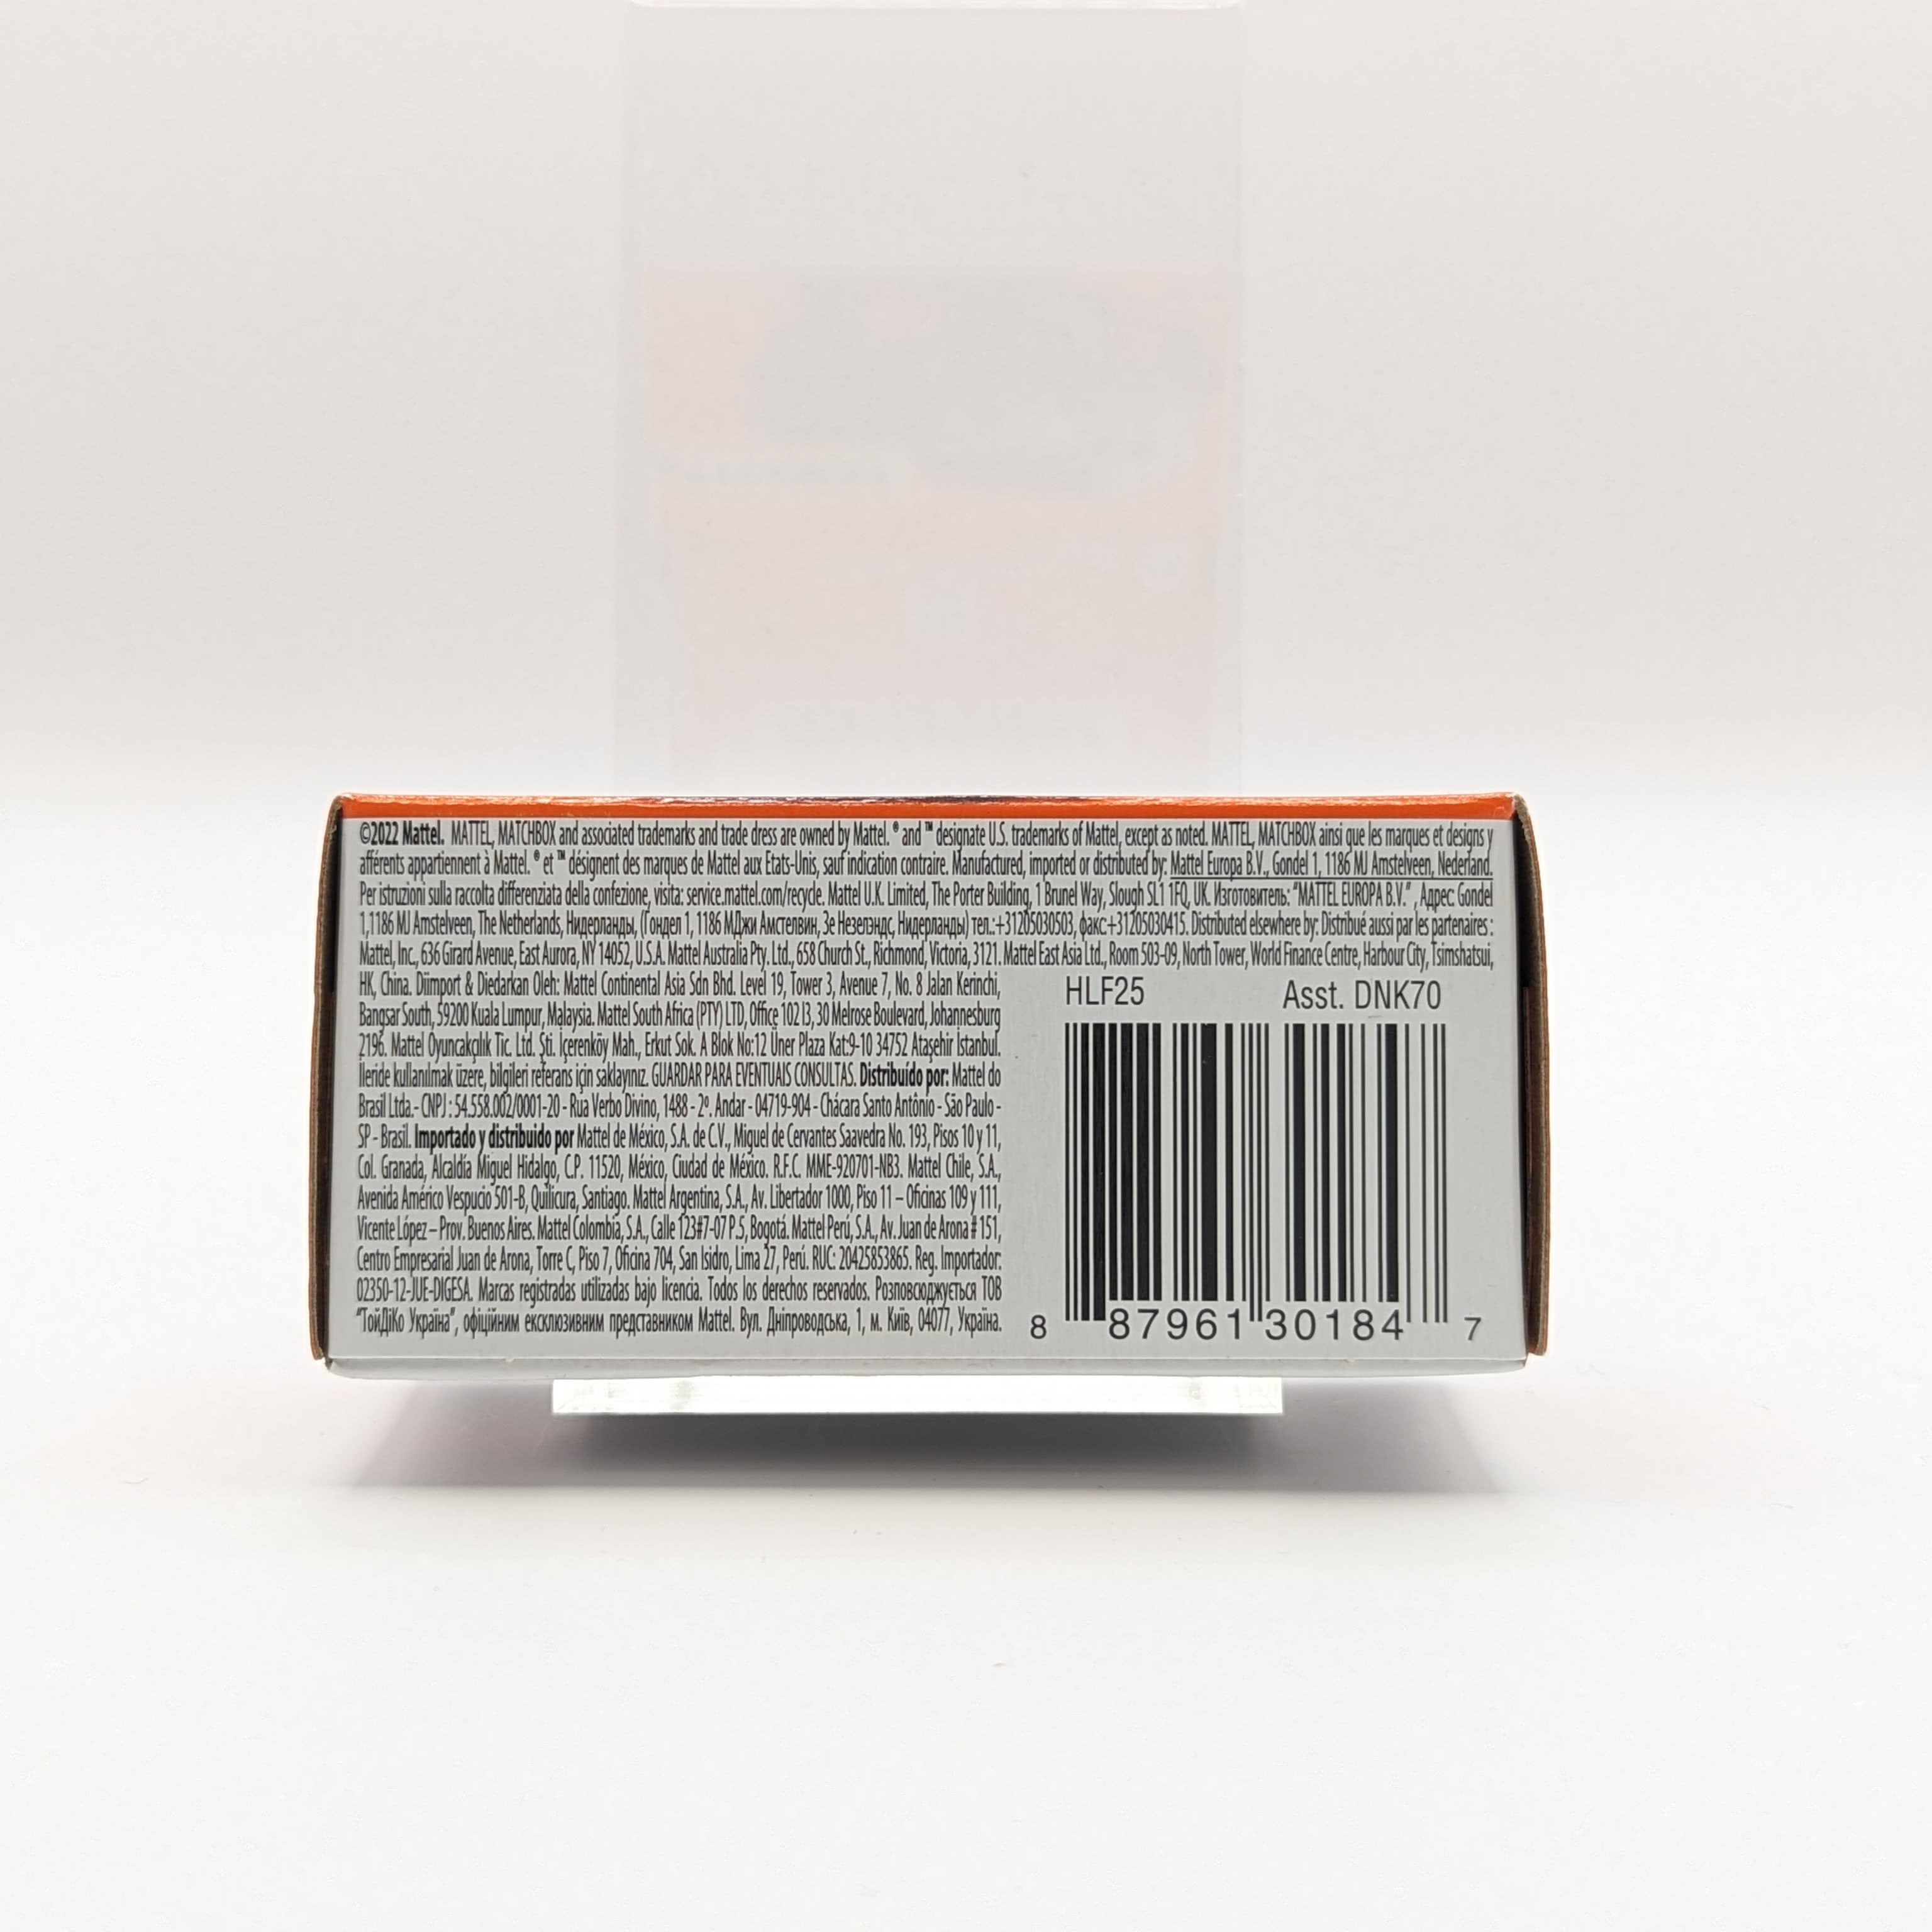 ©2022 Mattel. MATTEL, MATCHBOX and associated trademarks and trade dress are owned by Mattel. ® and ™ designate U.S. trademarks of Mattel, except as noted. MATTEL, MATCHBOX ainsi que les marques et designs y
afférents appartiennent à Mattel. ® et ™ désignent des marques de Mattel aux Etats-Unis, sauf indication contraire. Manufactured, imported or distributed by: Mattel Europa B.V., Gondel 1, 1186 MJ Amstelveen, Nederland.
Per istruzioni sulla raccolta differenziata della confezione, visita: service.mattel.com/recycle. Mattel U.K. Limited, The Porter Building, 1 Brunel Way, Slough SL1 1FQ, UK. Изготовитель: “MATTEL EUROPA B.V.” , Адрес: Gondel
1,1186 MJ Amstelveen, The Netherlands, Нидерланды, (Гондел 1, 1186 МДжи Амстелвин, Зе Незелэндс, Нидерланды) тел.:+31205030503, факс+31205030415. Distributed elsewhere by: Distribué aussi par les partenaires :
Mattel, Inc., 636 Girard Avenue, East Aurora, NY 14052, U.S.A. Mattel Australia Pty. Ltd., 658 Church St., Richmond, Victoria, 3121. Mattel East Asia Ltd., Room 503-09, North Tower, World Finance Centre, Harbour City, Tsimshatsui,
HK, China. Diimport & Diedarkan Oleh: Mattel Continental Asia Sdn Bhd. Level 19, Tower 3, Avenue 7, No. 8 Jalan Kerinchi,
Bangsar South, 59200 Kuala Lumpur, Malaysia. Mattel South Africa (PTY) LTD, Office 102 I3, 30 Melrose Boulevard, Johannesburg
2196. Mattel Oyuncakçılık Tic. Ltd. Şti. İçerenköy Mah., Erkut Sok. A Blok No:12 Üner Plaza Kat:9-10 34752 Ataşehir İstanbul.
İleride kullanılmak üzere, bilgileri referans için saklayınız. GUARDAR PARA EVENTUAIS CONSULTAS. Distribuído por: Mattel do
Brasil Ltda.- CNPJ : 54.558.002/0001-20 - Rua Verbo Divino, 1488 - 2º. Andar - 04719-904 - Chácara Santo Antônio - São Paulo -
SP - Brasil. Importado y distribuido por Mattel de México, S.A. de C.V., Miguel de Cervantes Saavedra No. 193, Pisos 10 y 11,
Col. Granada, Alcaldía Miguel Hidalgo, C.P. 11520, México, Ciudad de México. R.F.C. MME-920701-NB3. Mattel Chile, S.A.,
Avenida Américo Vespucio 501-B, Quilicura, Santiago. Mattel Argentina, S.A., Av. Libertador 1000, Piso 11 – Oficinas 109 y 111,
Vicente López – Prov. Buenos Aires. Mattel Colombia, S.A., Calle 123#7-07 P.5, Bogotá. Mattel Perú, S.A., Av. Juan de Arona # 151,
Centro Empresarial Juan de Arona, Torre C, Piso 7, Oficina 704, San Isidro, Lima 27, Perú. RUC: 20425853865. Reg. Importador:
02350-12-JUE-DIGESA. Marcas registradas utilizadas bajo licencia. Todos los derechos reservados. Розповсюджується ТОВ
“ТойДіКо Україна”, офіційним ексклюзивним представником Mattel. Вул. Дніпроводська, 1, м. Київ, 04077, Україна.
HLF25 Asst. DNK70
8 87961 30184 7